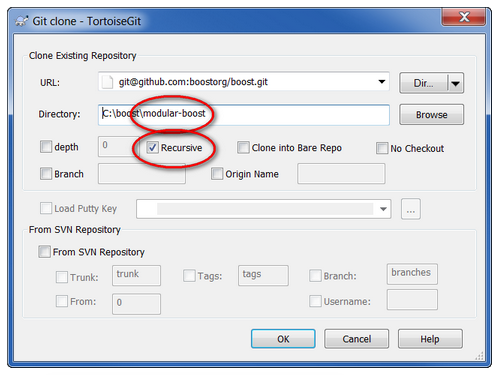 Git clone - TortoiseGit
Clone Existing Repository
URL: git@github.com:boostorg/boost.git Dir...
Directory: C:\boost\modular-boost Browse
depth 0 Recursive Clone into Bare Repo No Checkout
Branch Origin Name
Load Putty Key ...
From SVN Repository
From SVN Repository
Trunk: trunk Tags: tags Branch: branches
From: 0 Username:
OK Cancel Help